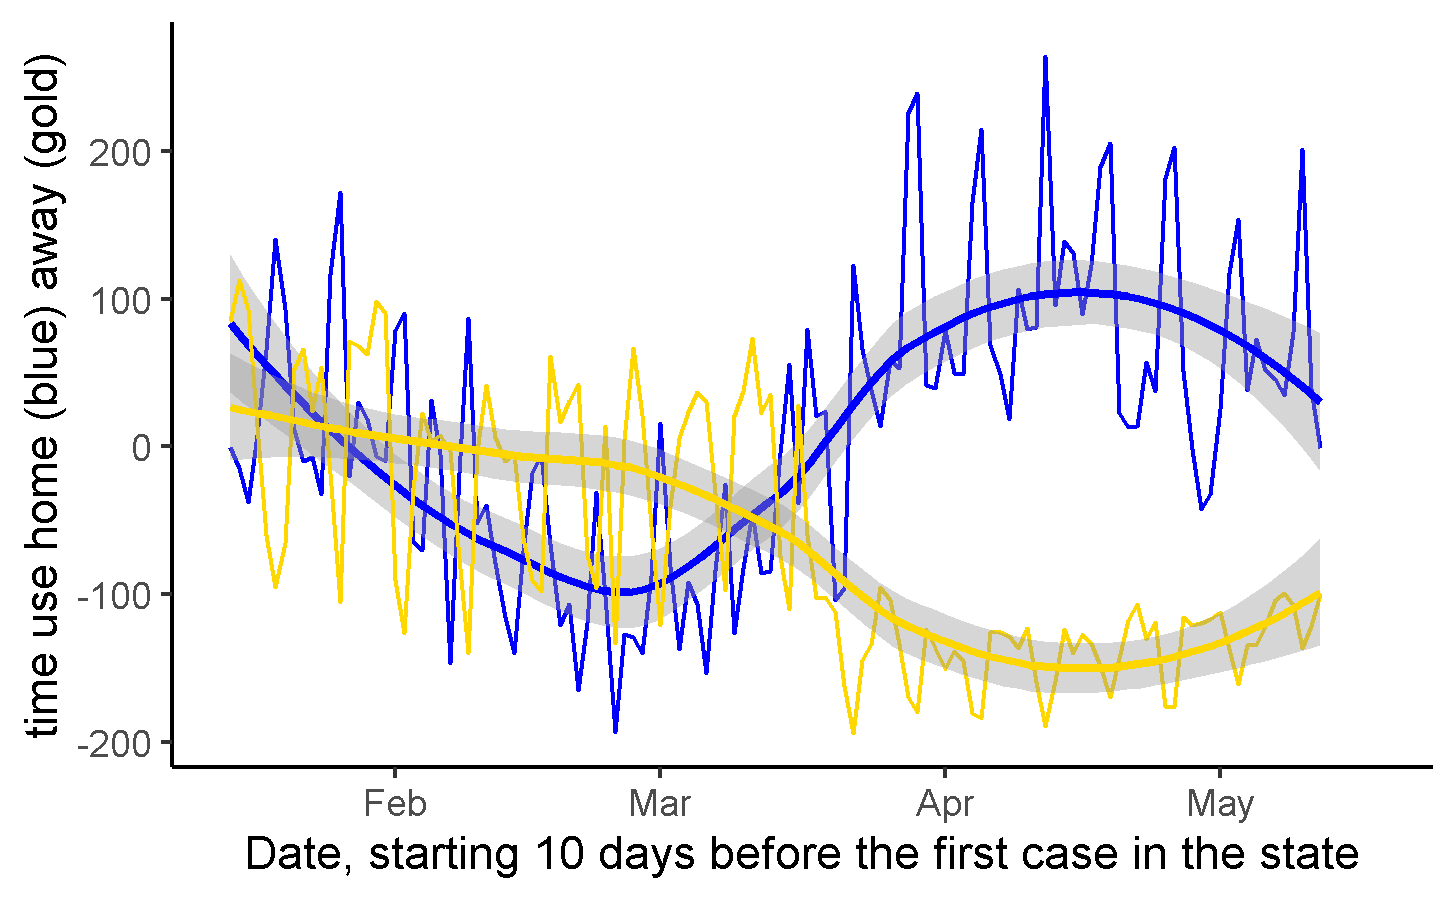 time use home (blue) away (gold)
200
100
0
-100
-200
Feb Mar Apr May
Date, starting 10 days before the first case in the state